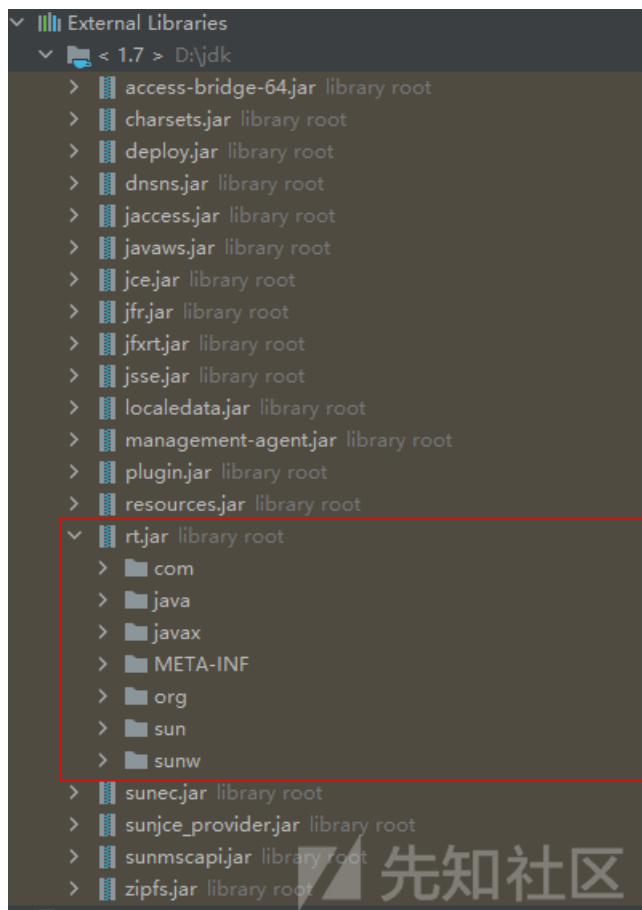 External Libraries
< 1.7 > D:\jdk
access-bridge-64.jar library root
charsets.jar library root
deploy.jar library root
dnsns.jar library root
jaccess.jar library root
javaws.jar library root
jce.jar library root
jfr.jar library root
jfxrt.jar library root
jsse.jar library root
localedata.jar library root
management-agent.jar library root
plugin.jar library root
resources.jar library root
rt.jar library root
com
java
javax
META-INF
org
sun
sunw
sunec.jar library root
sunjce_provider.jar library root
sunmscapi.jar library root
zipfs.jar library root
先知社区